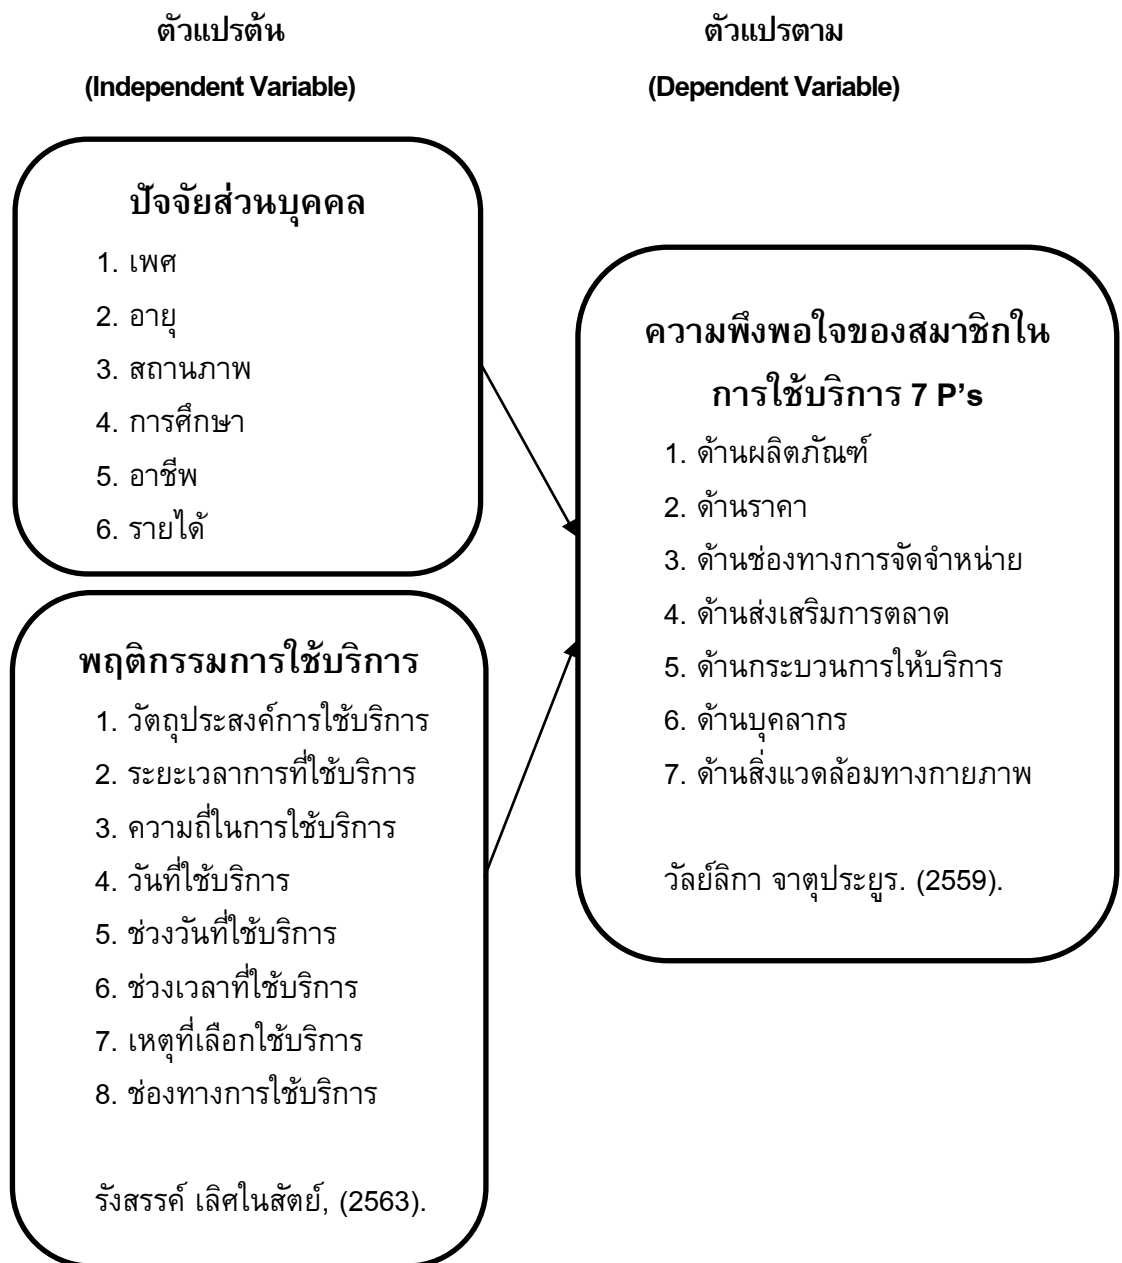 ตัวแปรต้น
(Independent Variable)
ตัวแปรตาม
(Dependent Variable)
ปัจจัยส่วนบุคคล
1. เพศ
2. อายุ
3. สถานภาพ
4. การศึกษา
5. อาชีพ
6. รายได้
พฤติกรรมการใช้บริการ
1. วัตถุประสงค์การใช้บริการ
2. ระยะเวลาการที่ใช้บริการ
3. ความถี่ในการใช้บริการ
4. วันที่ใช้บริการ
5. ช่วงวันที่ใช้บริการ
6. ช่วงเวลาที่ใช้บริการ
7. เหตุที่เลือกใช้บริการ
8. ช่องทางการใช้บริการ
รังสรรค์ เลิศในสัตย์, (2563).
ความพึงพอใจของสมาชิกใน
การใช้บริการ 7 P’s
1. ด้านผลิตภัณฑ์
2. ด้านราคา
3. ด้านช่องทางการจัดจำหน่าย
4. ด้านส่งเสริมการตลาด
5. ด้านกระบวนการให้บริการ
6. ด้านบุคลากร
7. ด้านสิ่งแวดล้อมทางกายภาพ
วัลย์ลิกา จาตุประยูร. (2559).